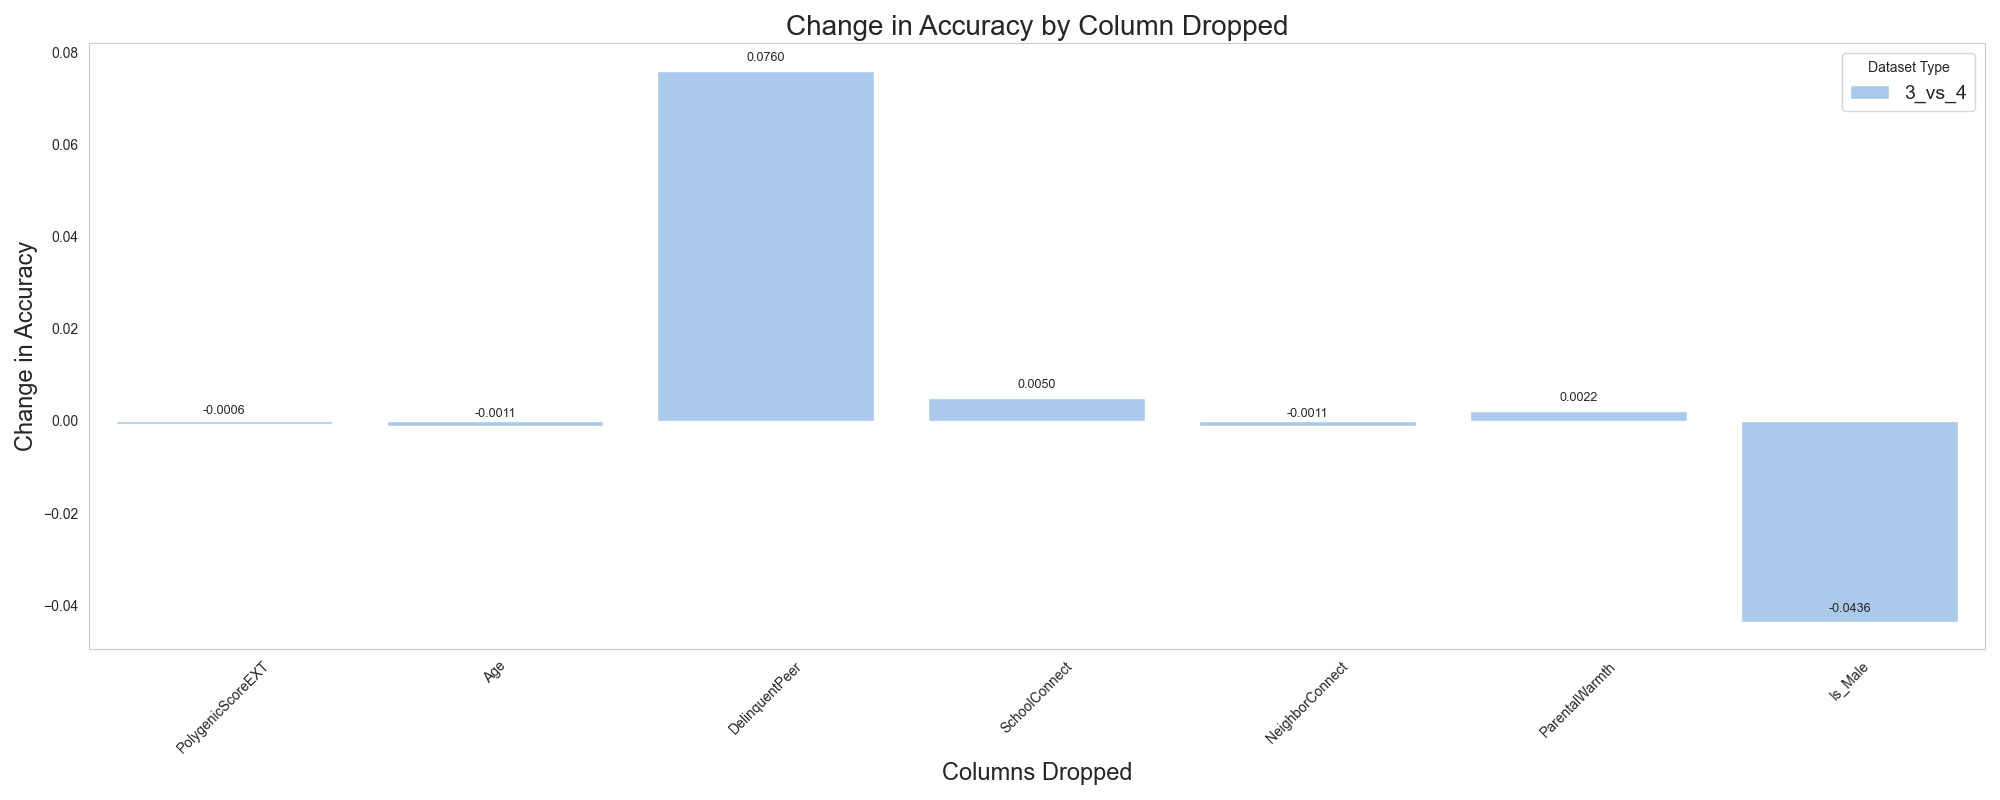 Change in Accuracy by Column Dropped
Dataset Type
3_vs_4
Change in Accuracy
0.08
0.06
0.04
0.02
0.00
−0.02
−0.04
-0.0006
-0.0011
0.0760
0.0050
-0.0011
0.0022
-0.0436
PolygenicScoreEXT
Age
DelinquentPeer
SchoolConnect
NeighborConnect
ParentalWarmth
Is_Male
Columns Dropped